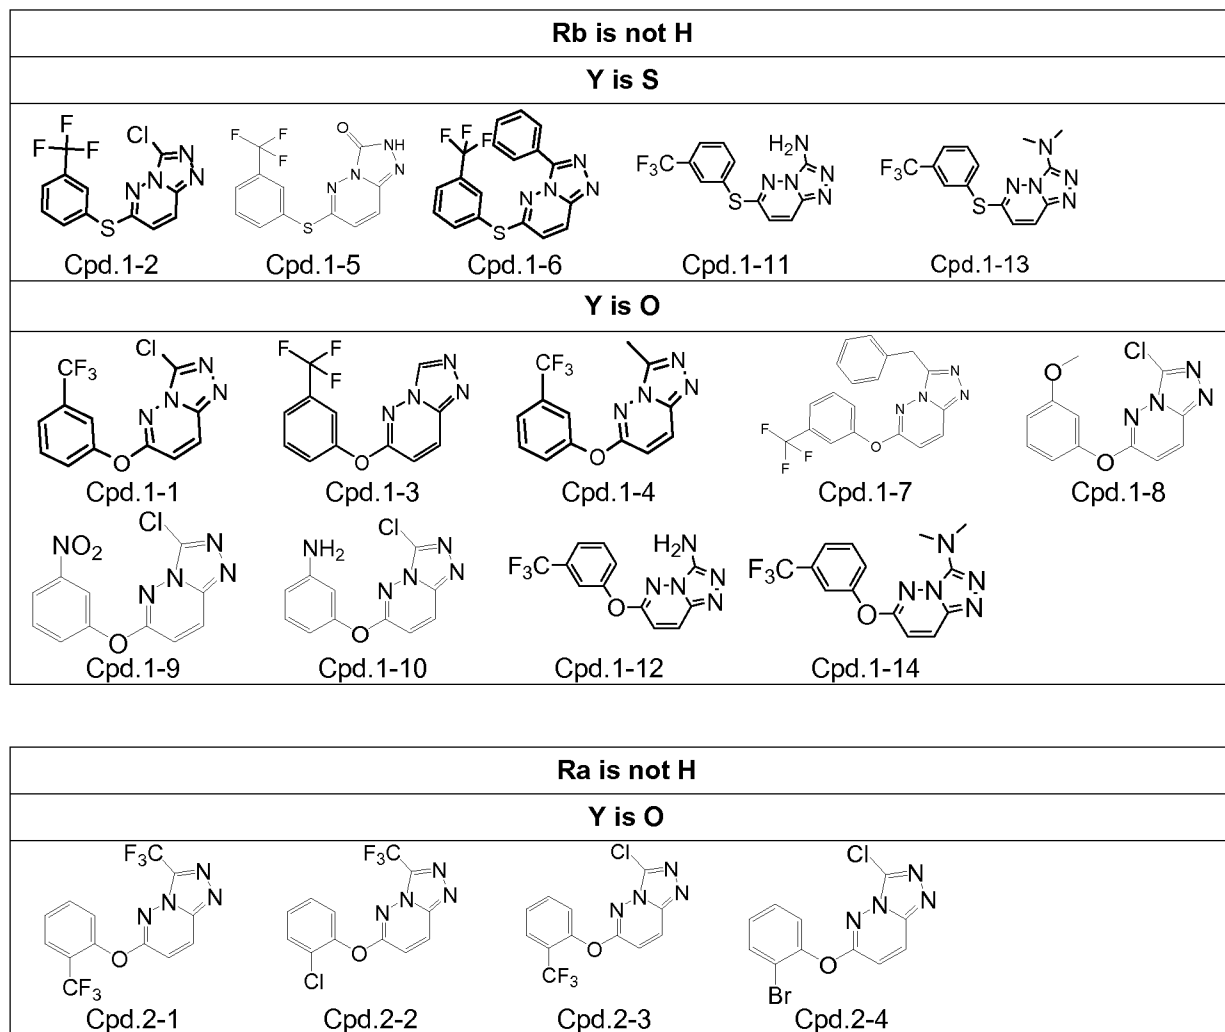 Rb is not H
Y is S
F
F
F
Cl
N
N
N
N
S
Cpd.1-2
F
F
F
O
NH
N
N
N
S
Cpd.1-5
F
F
F
N
N
N
N
S
Cpd.1-6
F3C
H2N
N
N
N
N
S
Cpd.1-11
F3C
N
N
N
N
N
S
Cpd.1-13
Y is O
CF3
Cl
N
N
N
N
O
Cpd.1-1
F
F
F
N
N
N
N
O
Cpd.1-3
CF3
N
N
N
N
O
Cpd.1-4
N
N
N
N
F
F
F
O
Cpd.1-7
O
Cl
N
N
N
N
O
Cpd.1-8
NO2
Cl
N
N
N
N
O
Cpd.1-9
NH2
Cl
N
N
N
N
O
Cpd.1-10
F3C
H2N
N
N
N
N
O
Cpd.1-12
F3C
N
N
N
N
N
O
Cpd.1-14
Ra is not H
Y is O
F3C
N
N
N
N
O
CF3
Cpd.2-1
F3C
N
N
N
N
O
Cl
Cpd.2-2
Cl
N
N
N
N
O
CF3
Cpd.2-3
Cl
N
N
N
N
O
Br
Cpd.2-4